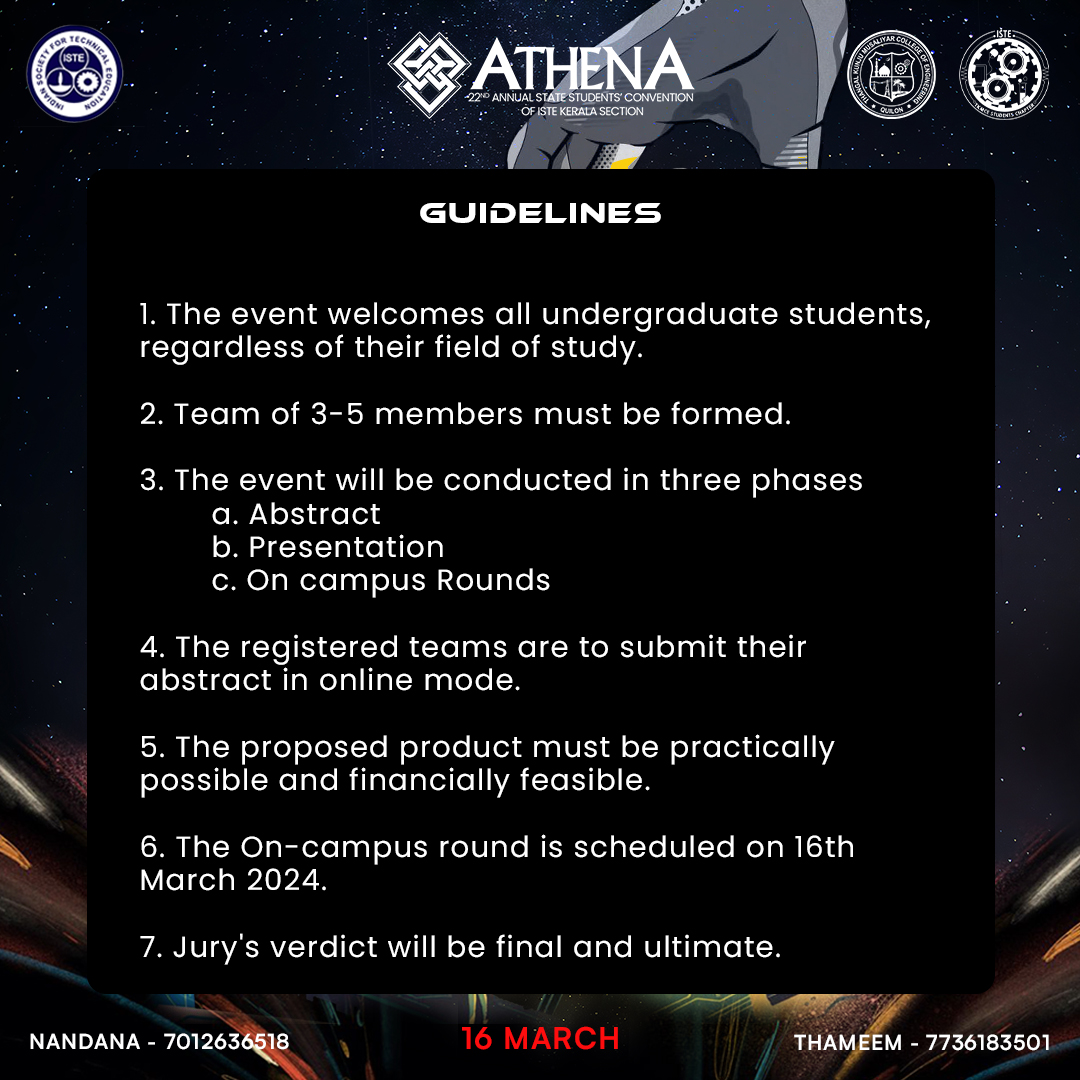 INDIAN SOCIETY FOR TECHNICAL EDUCATION
ISTE
ATHENA
22ND ANNUAL STATE STUDENTS' CONVENTION
OF ISTE KERALA SECTION
THANGAL KUNJU MUSALIAR COLLEGE OF ENGINEERING
QUILON
ISTE
STUDENTS CHAPTER
GUIDELINES
1. The event welcomes all undergraduate students,
regardless of their field of study.
2. Team of 3-5 members must be formed.
3. The event will be conducted in three phases
a. Abstract
b. Presentation
c. On campus Rounds
4. The registered teams are to submit their
abstract in online mode.
5. The proposed product must be practically
possible and financially feasible.
6. The On-campus round is scheduled on 16th
March 2024.
7. Jury's verdict will be final and ultimate.
NANDANA - 7012636518
16 MARCH
THAMEEM - 7736183501